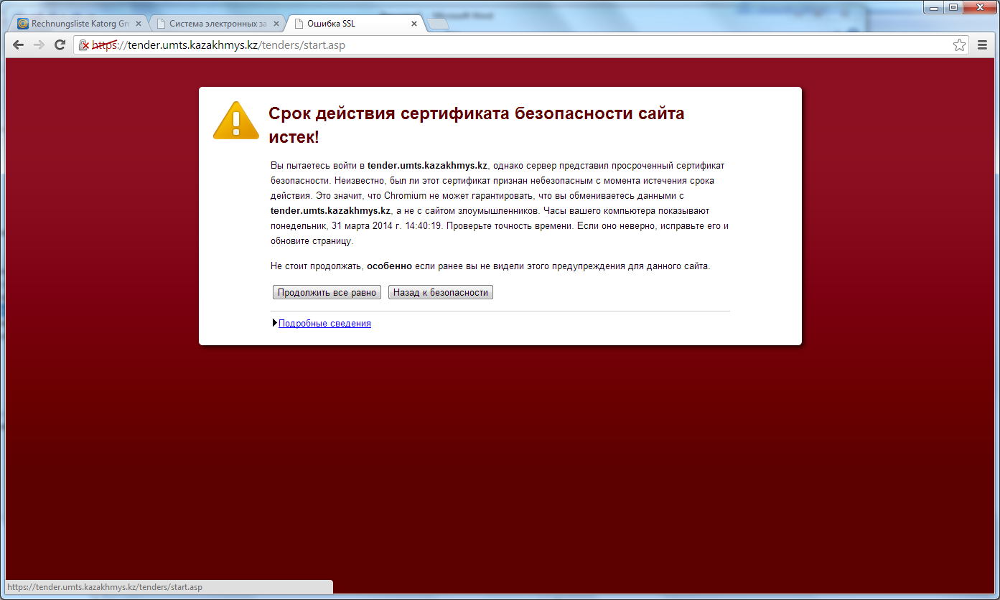 Rechnungsliste Katorg Gm
Система электронных за
Ошибка SSL
https://tender.umts.kazakhmys.kz/tenders/start.asp
Срок действия сертификата безопасности сайта
истек!
Вы пытаетесь войти в tender.umts.kazakhmys.kz, однако сервер представил просроченный сертификат
безопасности. Неизвестно, был ли этот сертификат признан небезопасным с момента истечения срока
действия. Это значит, что Chromium не может гарантировать, что вы обмениваетесь данными с
tender.umts.kazakhmys.kz, а не с сайтом злоумышленников. Часы вашего компьютера показывают
понедельник, 31 марта 2014 г. 14:40:19. Проверьте точность времени. Если оно неверно, исправьте его и
обновите страницу.
Не стоит продолжать, особенно если ранее вы не видели этого предупреждения для данного сайта.
Продолжить все равно
Назад к безопасности
Подробные сведения
https://tender.umts.kazakhmys.kz/tenders/start.asp